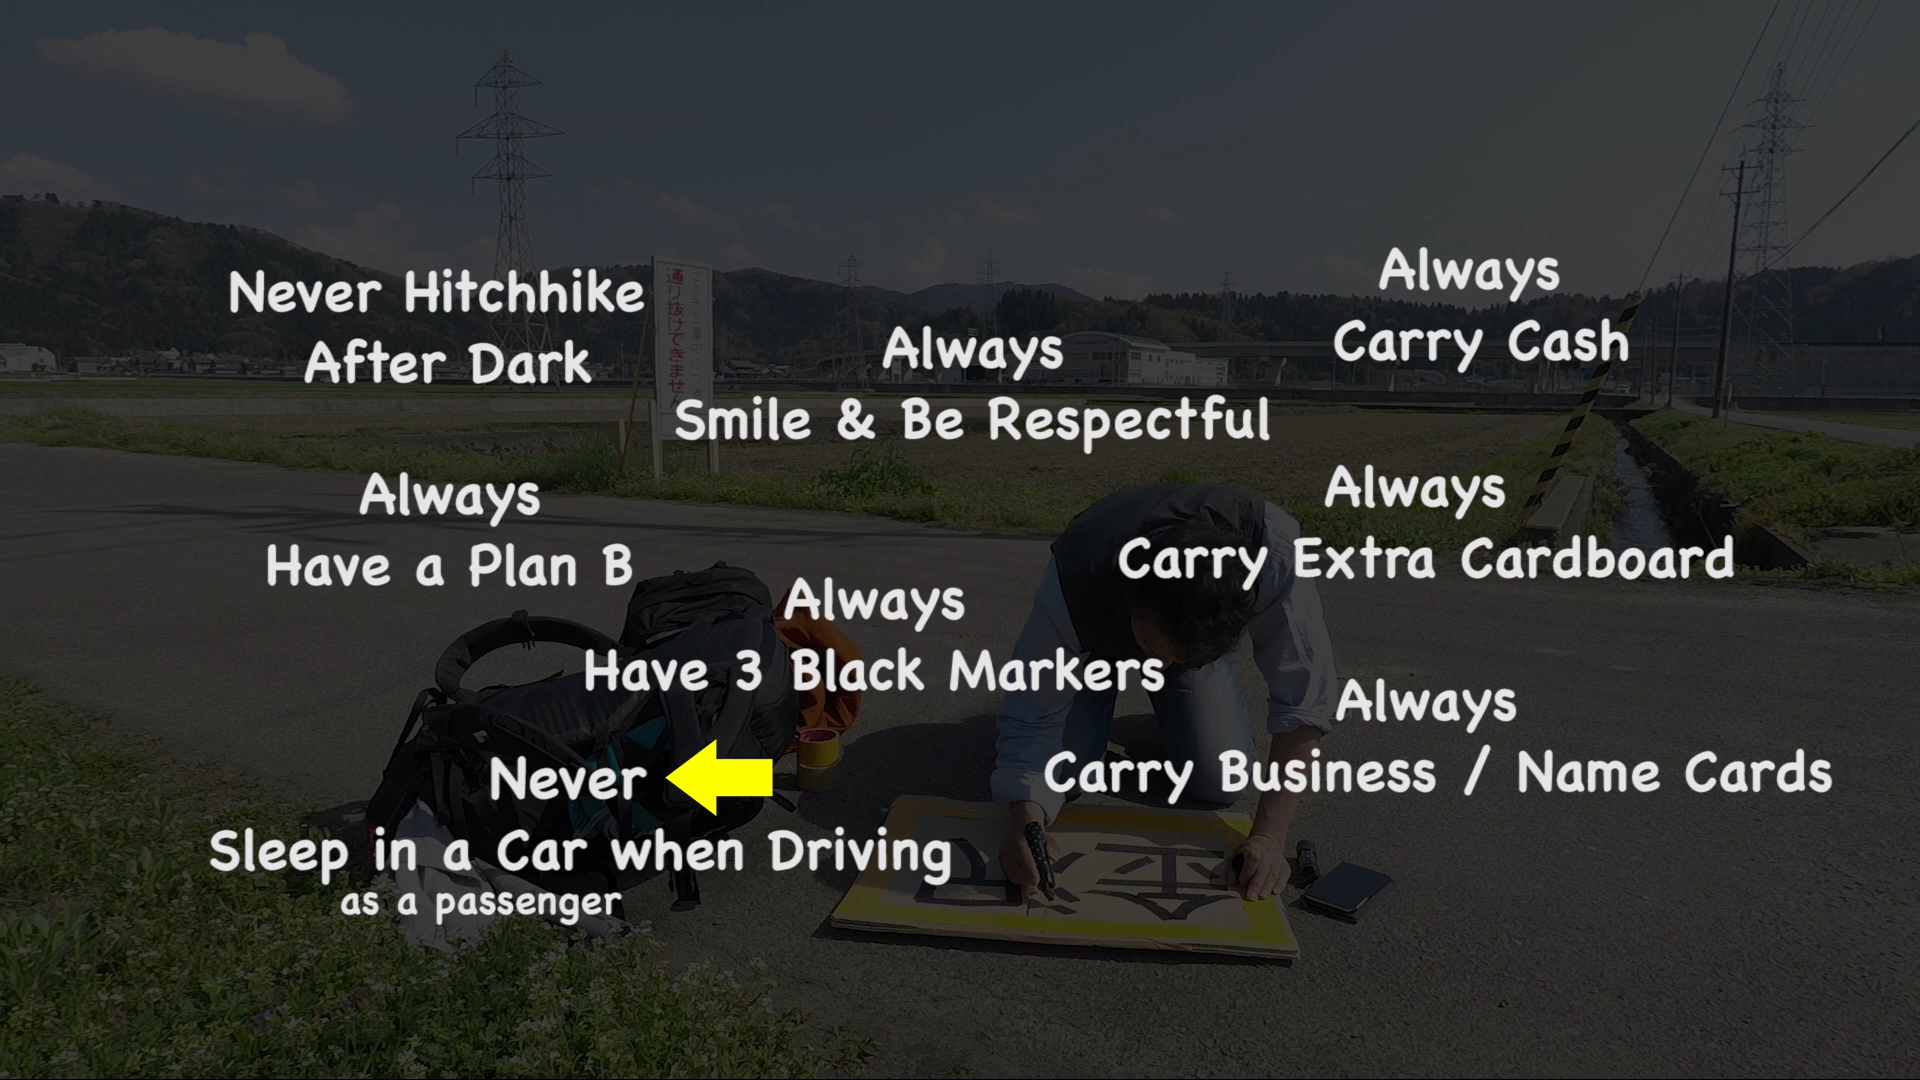 Never Hitchhike
After Dark
Always
Smile & Be Respectful
Always
Carry Cash
Always
Have a Plan B
Always
Carry Extra Cardboard
Always
Have 3 Black Markers
Always
Carry Business / Name Cards
Never
Sleep in a Car when Driving
as a passenger
通り抜けできません